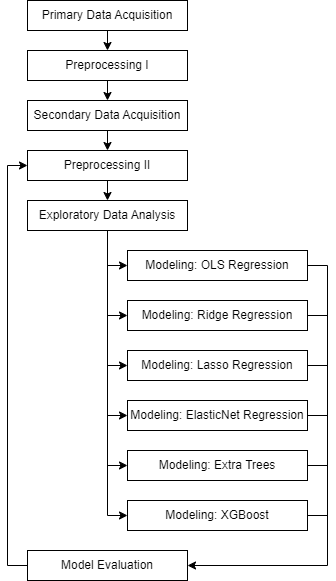 Primary Data Acquisition
Preprocessing I
Secondary Data Acquisition
Preprocessing II
Exploratory Data Analysis
Modeling: OLS Regression
Modeling: Ridge Regression
Modeling: Lasso Regression
Modeling: ElasticNet Regression
Modeling: Extra Trees
Modeling: XGBoost
Model Evaluation